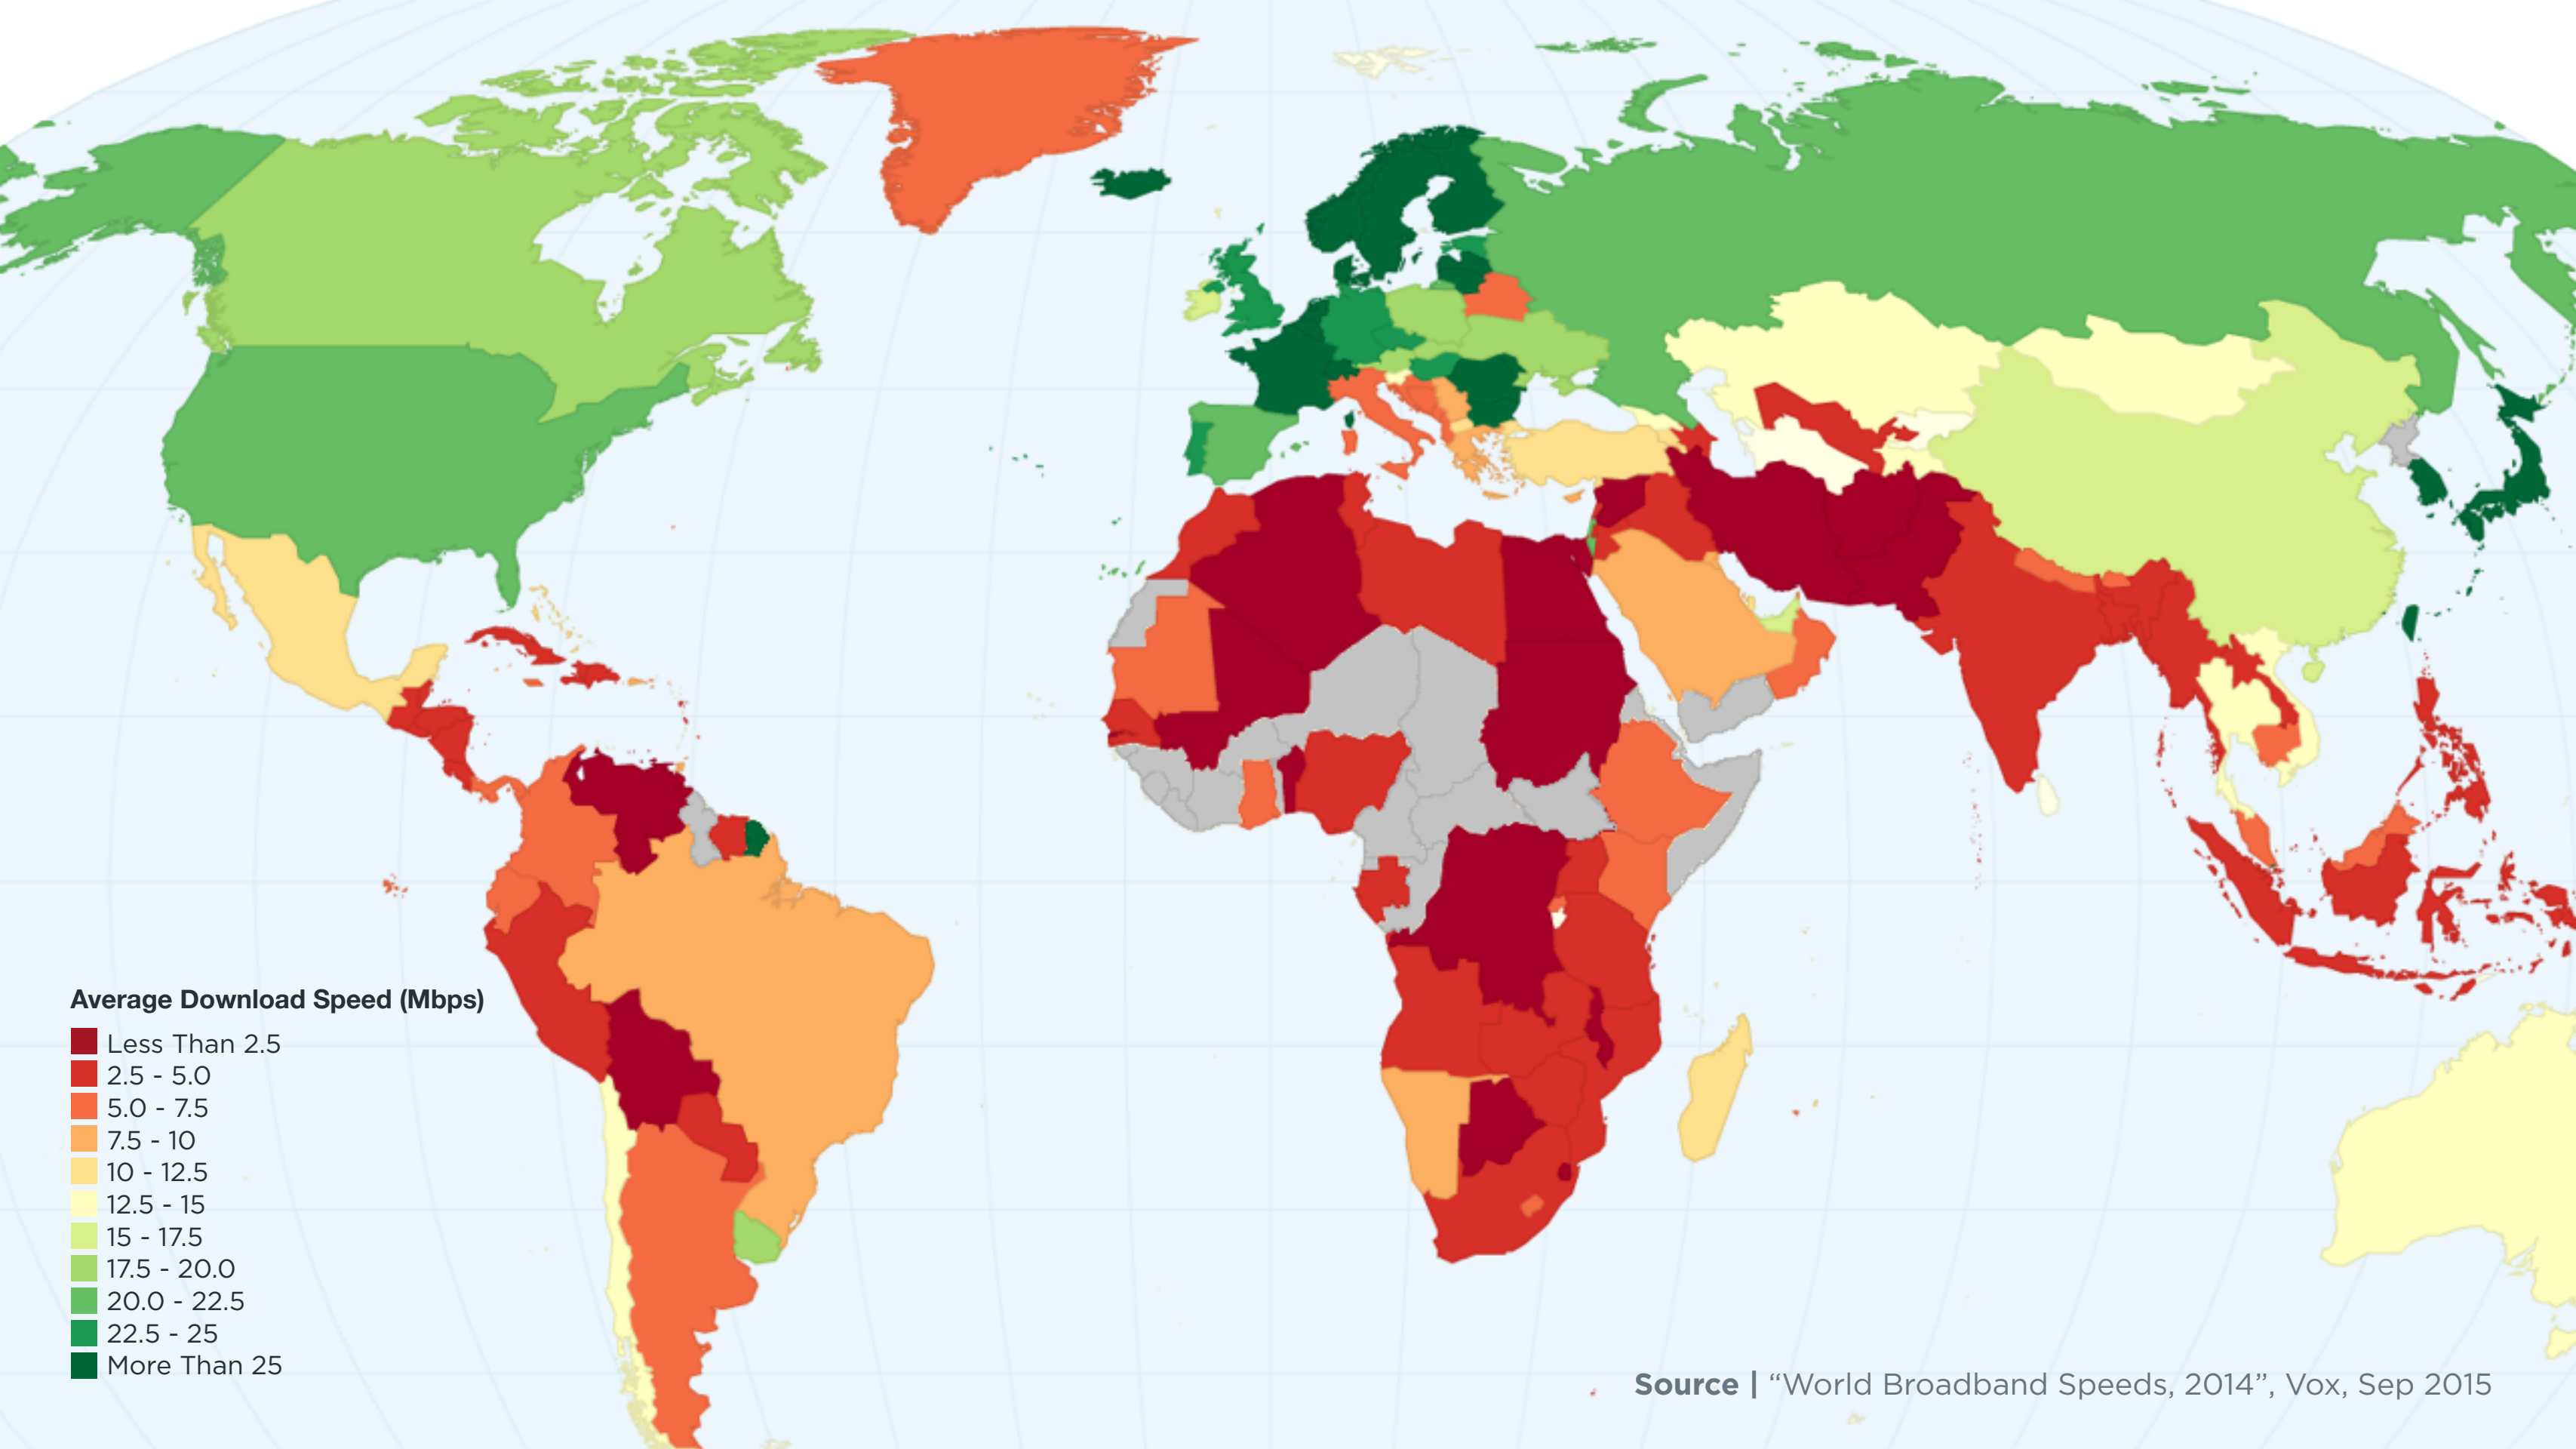 Average Download Speed (Mbps)
Less Than 2.5
2.5 - 5.0
5.0 - 7.5
7.5 - 10
10 - 12.5
12.5 - 15
15 - 17.5
17.5 - 20.0
20.0 - 22.5
22.5 - 25
More Than 25
Source | “World Broadband Speeds, 2014”, Vox, Sep 2015